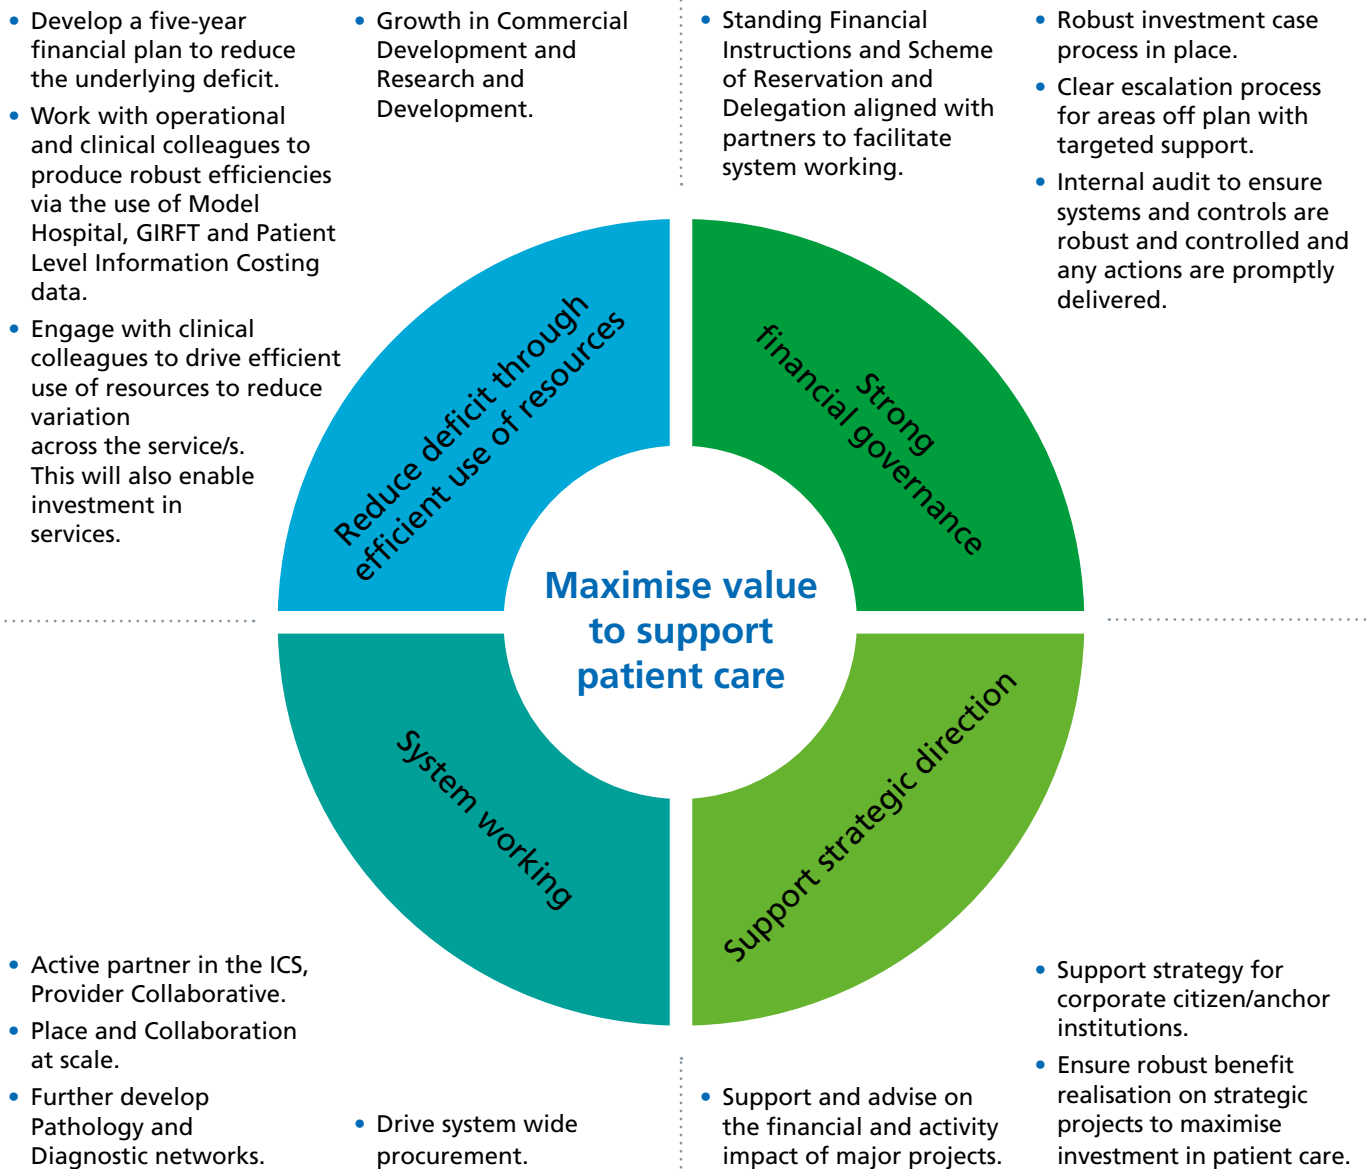 • Develop a five-year
financial plan to reduce
the underlying deficit.
• Work with operational
and clinical colleagues to
produce robust efficiencies
via the use of Model
Hospital, GIRFT and Patient
Level Information Costing
data.
• Engage with clinical
colleagues to drive efficient
use of resources to reduce
variation
across the service/s.
This will also enable
investment in
services.
• Growth in Commercial
Development and
Research and
Development.
• Standing Financial
Instructions and Scheme
of Reservation and
Delegation aligned with
partners to facilitate
system working.
• Robust investment case
process in place.
• Clear escalation process
for areas off plan with
targeted support.
• Internal audit to ensure
systems and controls are
robust and controlled and
any actions are promptly
delivered.
Reduce deficit through
efficient use of resources
Strong
financial governance
Maximise value
to support
patient care
System working
Support strategic direction
• Active partner in the ICS,
Provider Collaborative.
• Place and Collaboration
at scale.
• Further develop
Pathology and
Diagnostic networks.
• Drive system wide
procurement.
• Support and advise on
the financial and activity
impact of major projects.
• Support strategy for
corporate citizen/anchor
institutions.
• Ensure robust benefit
realisation on strategic
projects to maximise
investment in patient care.